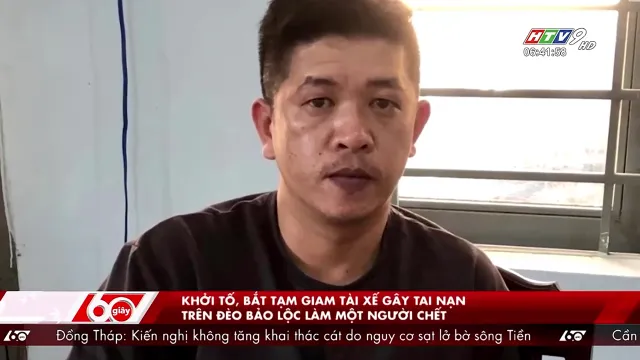 HTV9 HD
06:41:58
60 giây
KHỞI TỐ, BẮT TẠM GIAM TÀI XẾ GÂY TAI NẠN
TRÊN ĐÈO BẢO LỘC LÀM MỘT NGƯỜI CHẾT
Đồng Tháp: Kiến nghị không tăng khai thác cát do nguy cơ sạt lở bờ sông Tiền
60
Cần